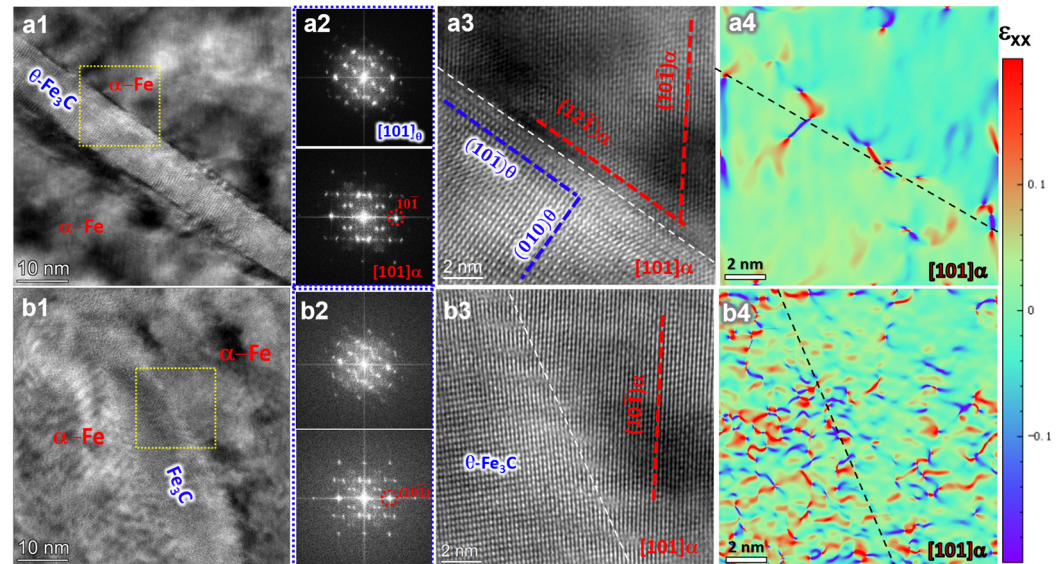 a1
α-Fe
θ-Fe₃C
α-Fe
10 nm
a2
[101]θ
101̄
[101]α
a3
[101̄]α
(121̄)α
(101̄)θ
(010)θ
2 nm
[101]α
a4
2 nm
[101]α
εxx
0.1
0
−0.1
b1
α-Fe
α-Fe
Fe₃C
10 nm
b2
(101̄)
b3
[101̄]α
θ-Fe₃C
2 nm
[101]α
b4
2 nm
[101]α